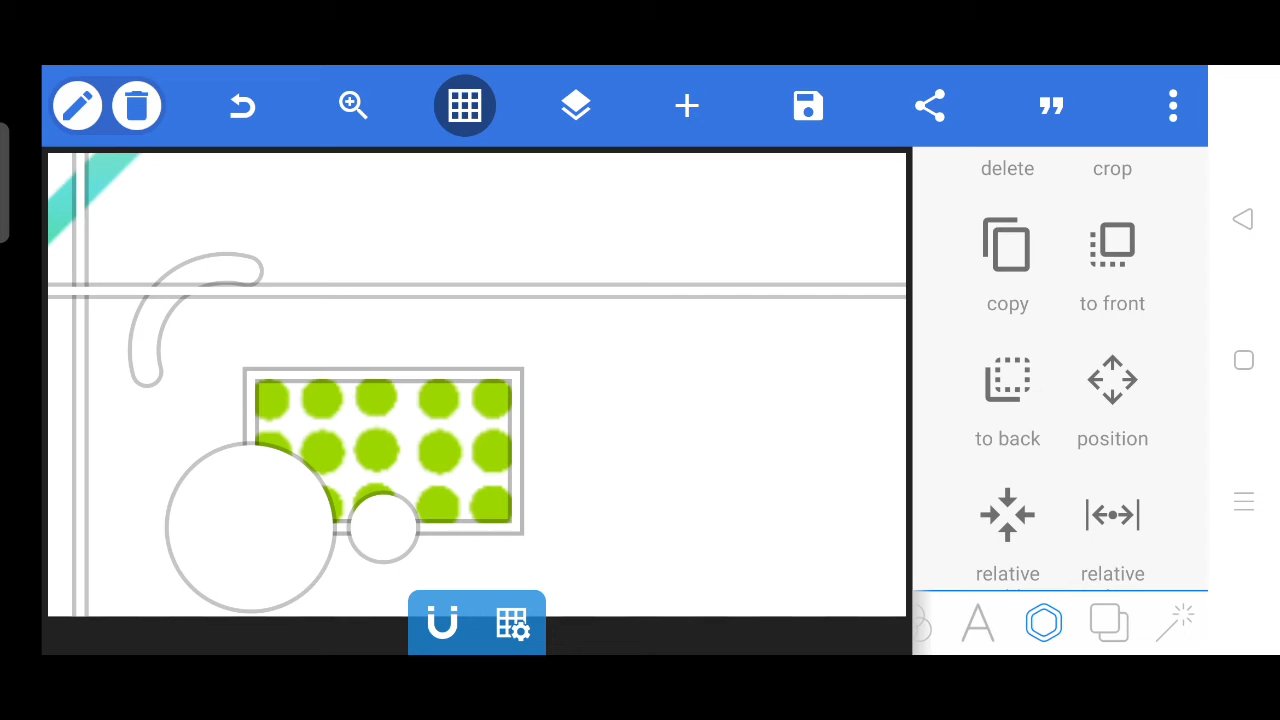 delete crop
copy to front
to back position
relative relative